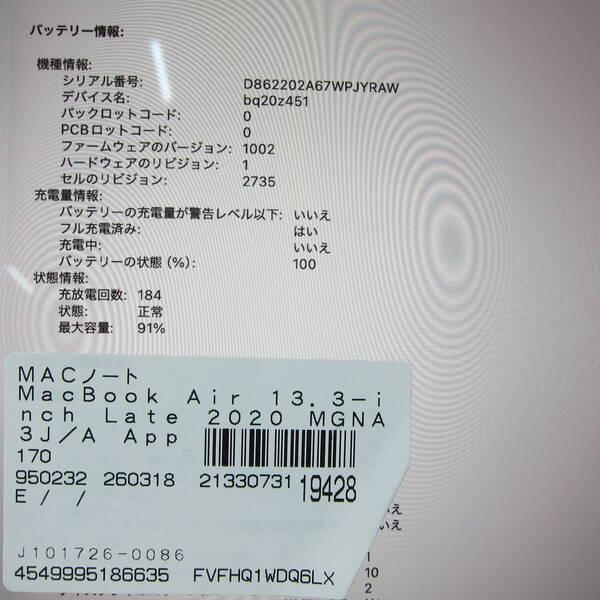 バッテリー情報:
機種情報:
シリアル番号: D862202A67WPJYRAW
デバイス名: bq20z451
パックロットコード: 0
PCBロットコード: 0
ファームウェアのバージョン: 1002
ハードウェアのリビジョン: 1
セルのリビジョン: 2735
充電量情報:
バッテリーの充電量が警告レベル以下: いいえ
フル充電済み: はい
充電中: いいえ
バッテリーの状態 (%): 100
状態情報:
充放電回数: 184
状態: 正常
最大容量: 91%
MACノート
MacBook Air 13.3-i
nch Late 2020 MGNA
3J/A App
170
950232 260318 21330731 19428
E / /
J101726-0086
4549995186635 FVFHQ1WDQ6LX
いえ
1
10
2